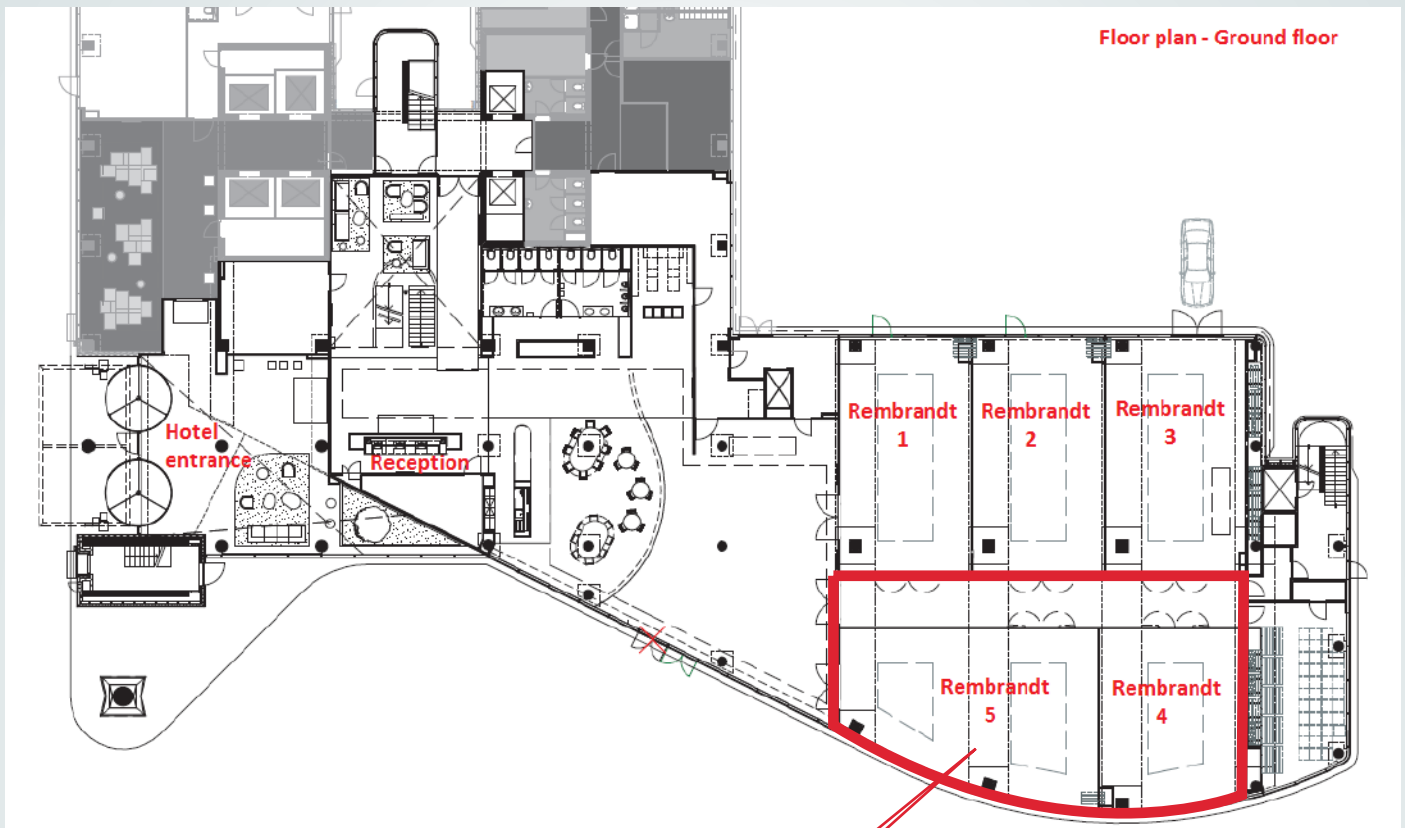 Floor plan - Ground floor
Rembrandt
1
Rembrandt
2
Rembrandt
3
Hotel
entrance
Reception
Rembrandt
5
Rembrandt
4